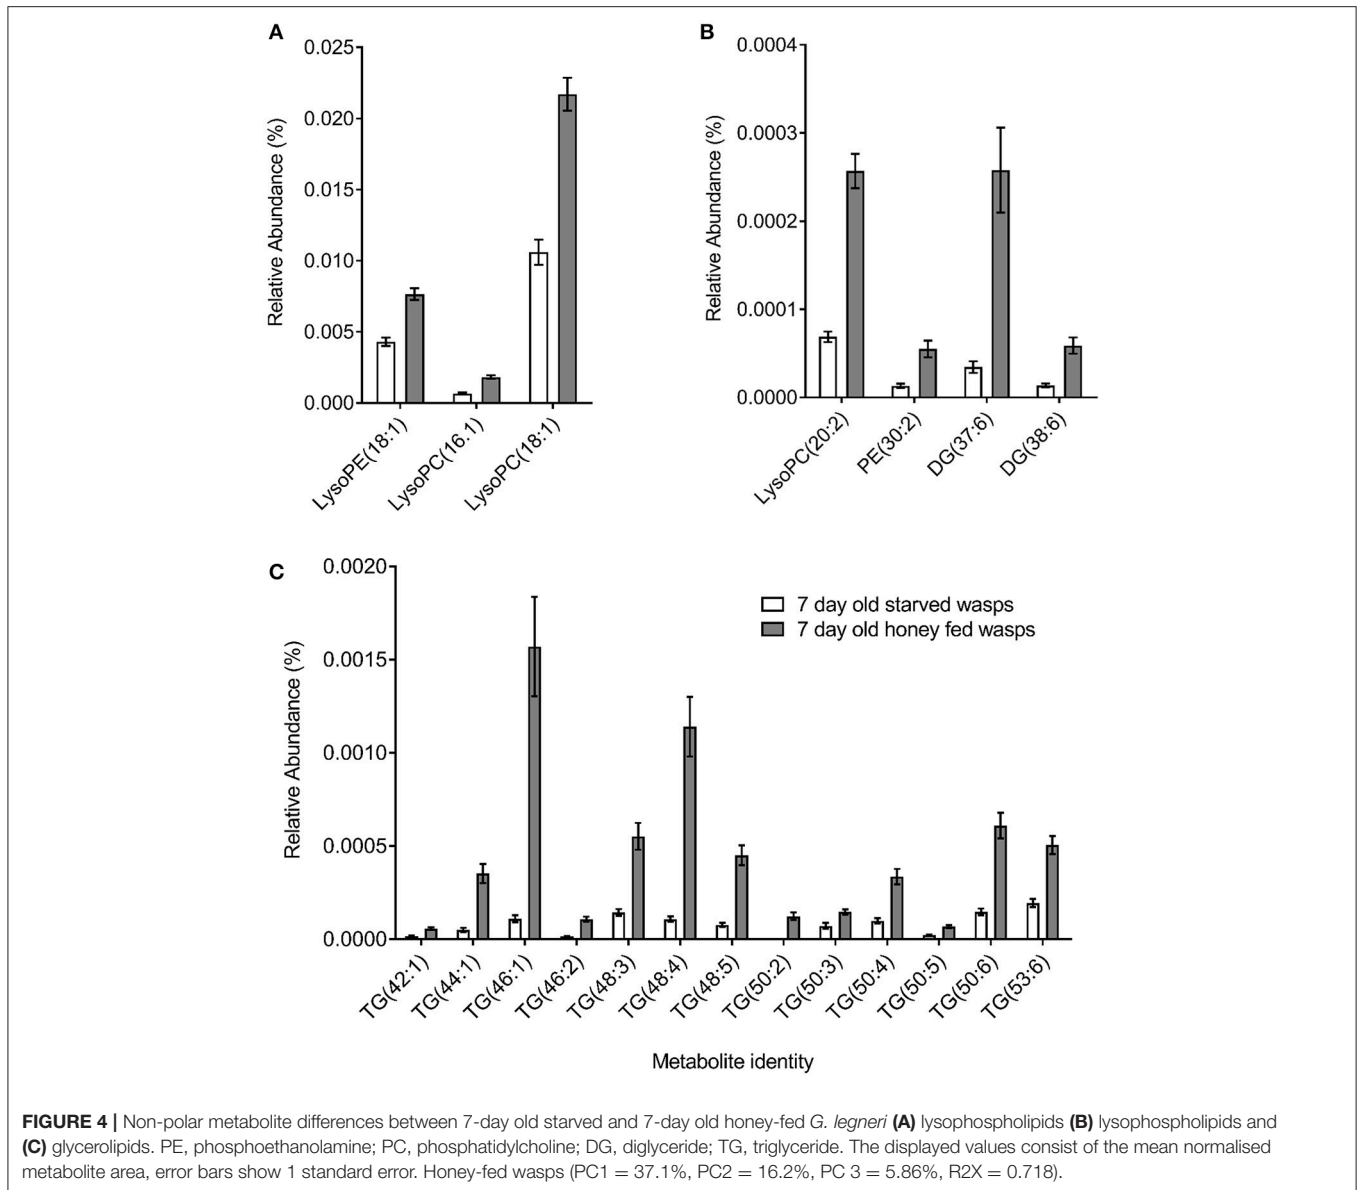 A
0.025
0.020
0.015
0.010
0.005
0.000
Relative Abundance (%)
LysoPE(18:1)
LysoPC(16:1)
LysoPC(18:1)
B
0.0004
0.0003
0.0002
0.0001
0.0000
Relative Abundance (%)
LysoPC(20:2)
PE(30:2)
DG(37:6)
DG(38:6)
C
0.0020
0.0015
0.0010
0.0005
0.0000
Relative Abundance (%)
7 day old starved wasps
7 day old honey fed wasps
TG(42:1)
TG(44:1)
TG(46:1)
TG(46:2)
TG(48:3)
TG(48:4)
TG(48:5)
TG(50:2)
TG(50:3)
TG(50:4)
TG(50:5)
TG(50:6)
TG(53:6)
Metabolite identity
FIGURE 4 | Non-polar metabolite differences between 7-day old starved and 7-day old honey-fed G. legneri (A) lysophospholipids (B) lysophospholipids and
(C) glycerolipids. PE, phosphoethanolamine; PC, phosphatidylcholine; DG, diglyceride; TG, triglyceride. The displayed values consist of the mean normalised
metabolite area, error bars show 1 standard error. Honey-fed wasps (PC1 = 37.1%, PC2 = 16.2%, PC 3 = 5.86%, R2X = 0.718).